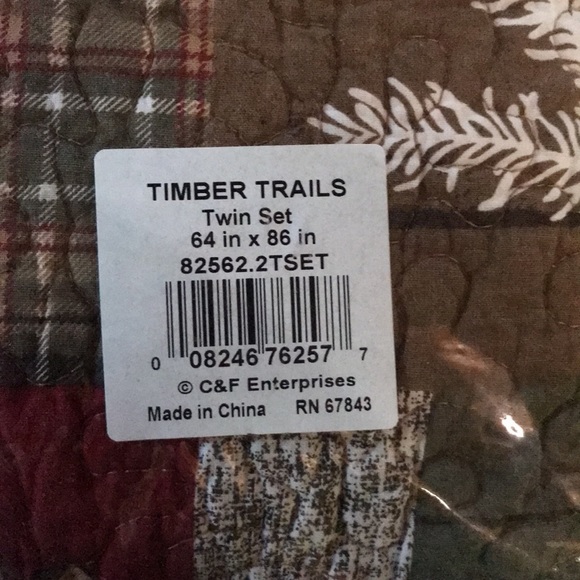 TIMBER TRAILS
Twin Set
64 in x 86 in
82562.2TSET
0 08246 76257 7
© C&F Enterprises
Made in China RN 67843